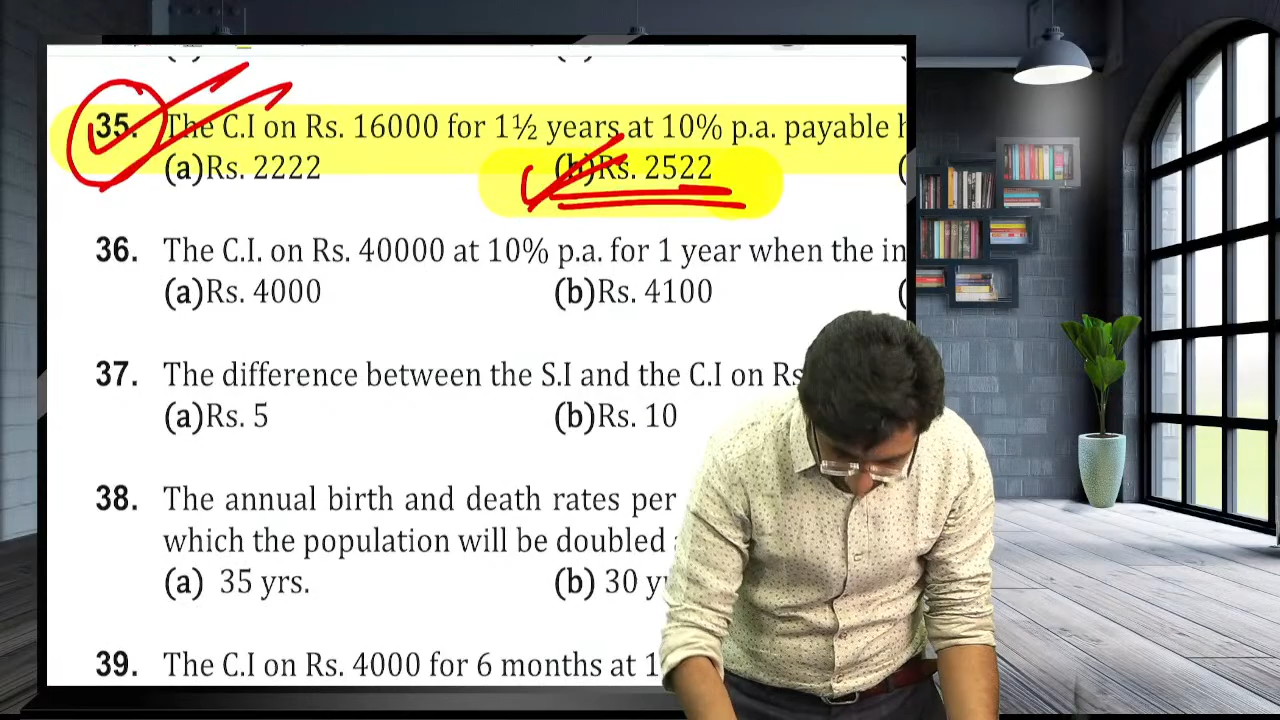 35. The C.I on Rs. 16000 for 1½ years at 10% p.a. payable h
(a)Rs. 2222 (b)Rs. 2522 (
36. The C.I. on Rs. 40000 at 10% p.a. for 1 year when the in
(a)Rs. 4000 (b)Rs. 4100 (
37. The difference between the S.I and the C.I on Rs
(a)Rs. 5 (b)Rs. 10
38. The annual birth and death rates per
which the population will be doubled
(a) 35 yrs. (b) 30 y
39. The C.I on Rs. 4000 for 6 months at 1